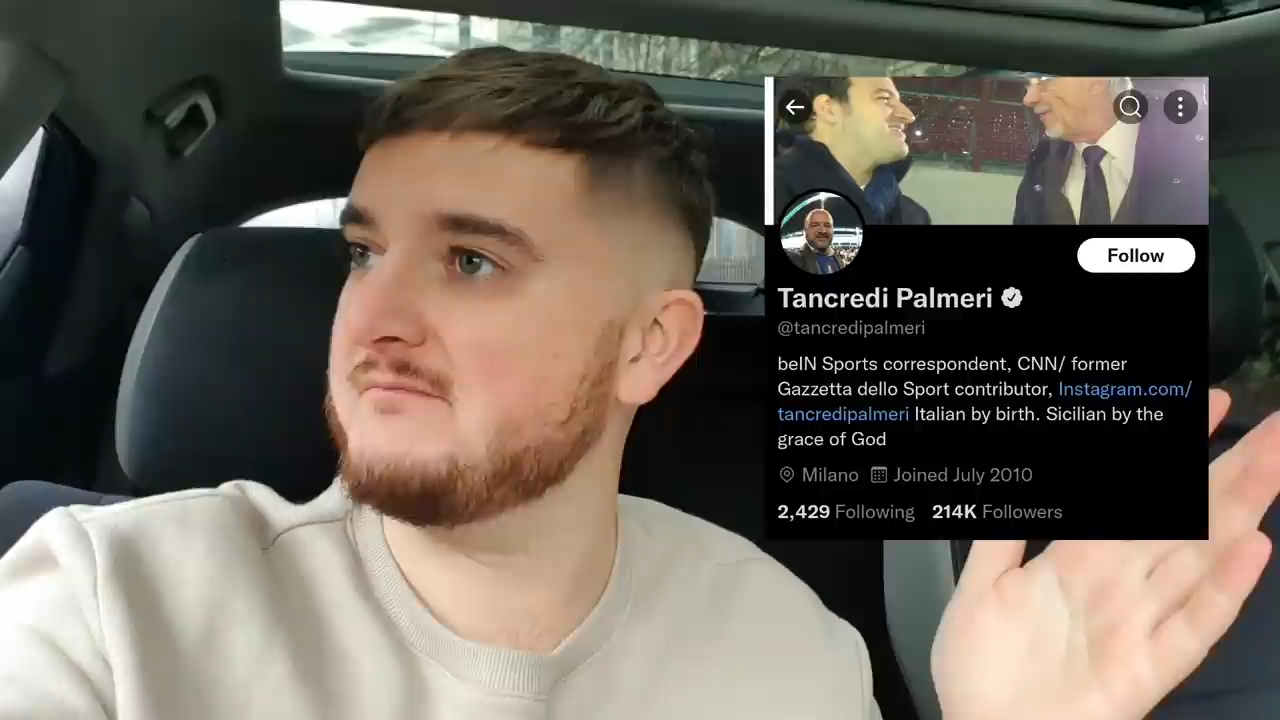 Follow
Tancredi Palmeri
@tancredipalmeri
beIN Sports correspondent, CNN/ former
Gazzetta dello Sport contributor, Instagram.com/
tancredipalmeri Italian by birth. Sicilian by the
grace of God
Milano Joined July 2010
2,429 Following 214K Followers